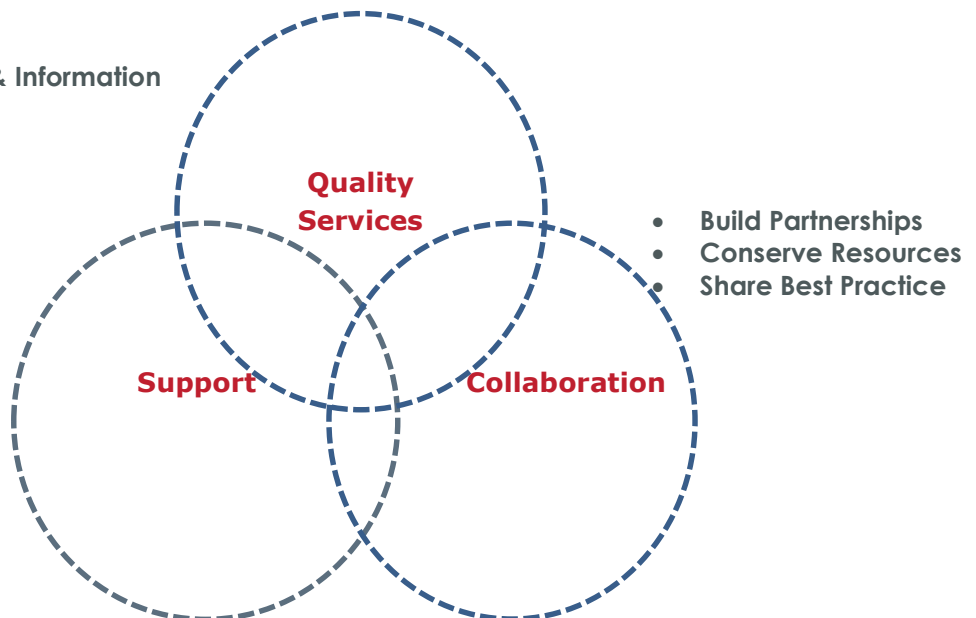 & Information
Quality
Services
• Build Partnerships
• Conserve Resources
• Share Best Practice
Support
Collaboration